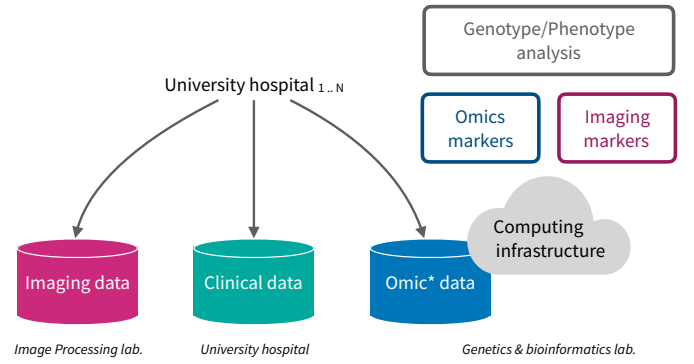 Genotype/Phenotype
analysis
University hospital 1 .. N
Omics
markers
Imaging
markers
Computing
infrastructure
Imaging data
Clinical data
Omic* data
Image Processing lab.
University hospital
Genetics & bioinformatics lab.